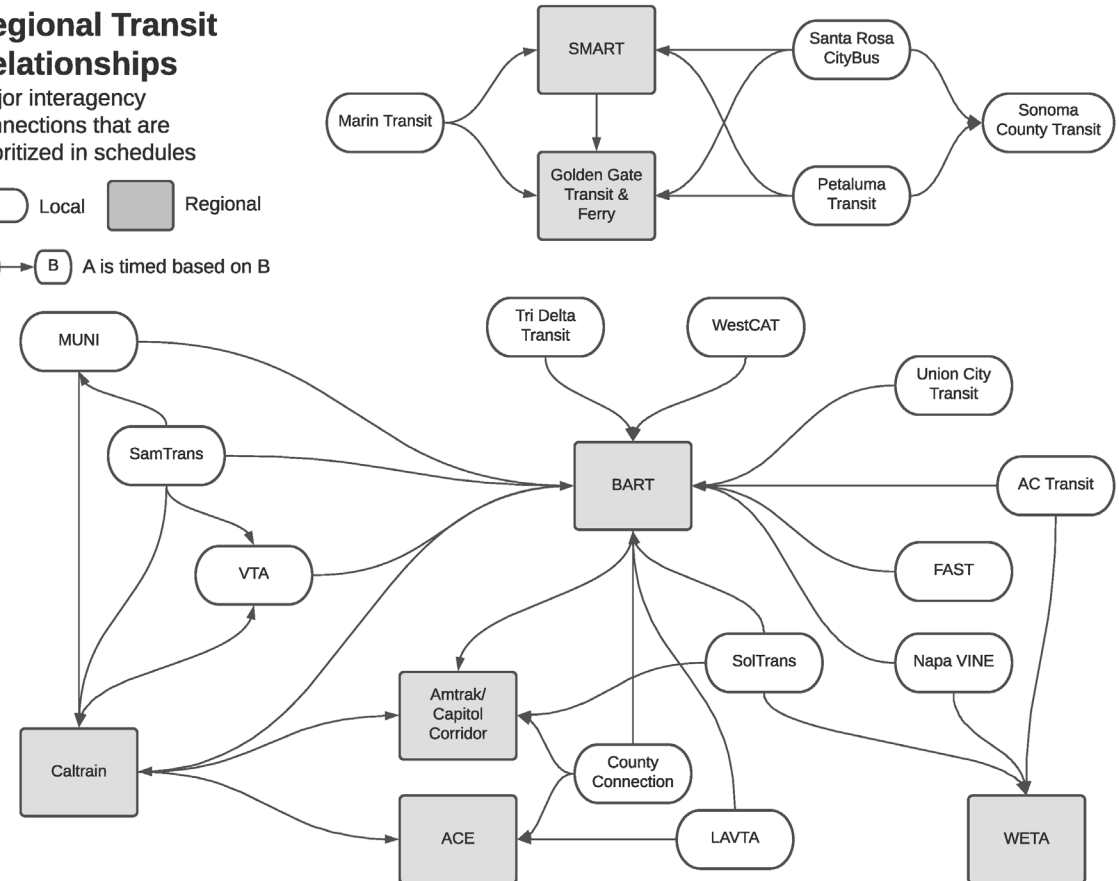 egional Transit
elationships
jor interagency
nnections that are
oritized in schedules
Local
Regional
B
A is timed based on B
SMART
Santa Rosa
CityBus
Marin Transit
Sonoma
County Transit
Golden Gate
Transit &
Ferry
Petaluma
Transit
MUNI
Tri Delta
Transit
WestCAT
Union City
Transit
SamTrans
BART
AC Transit
VTA
FAST
SolTrans
Napa VINE
Amtrak/
Capitol
Corridor
Caltrain
County
Connection
ACE
LAVTA
WETA